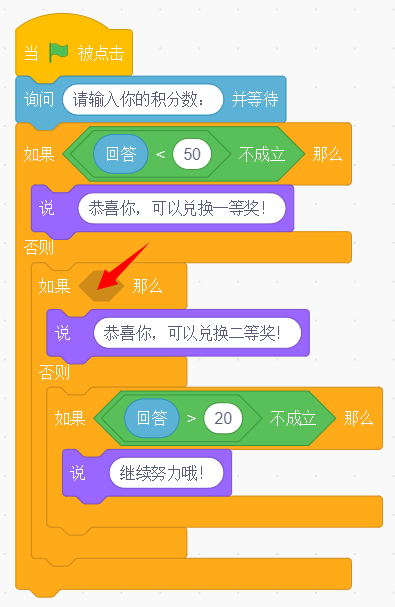 当 被点击
询问 请输入你的积分数： 并等待
如果 回答 < 50 不成立 那么
说 恭喜你，可以兑换一等奖！
否则
如果 那么
说 恭喜你，可以兑换二等奖！
否则
如果 回答 > 20 不成立 那么
说 继续努力哦！